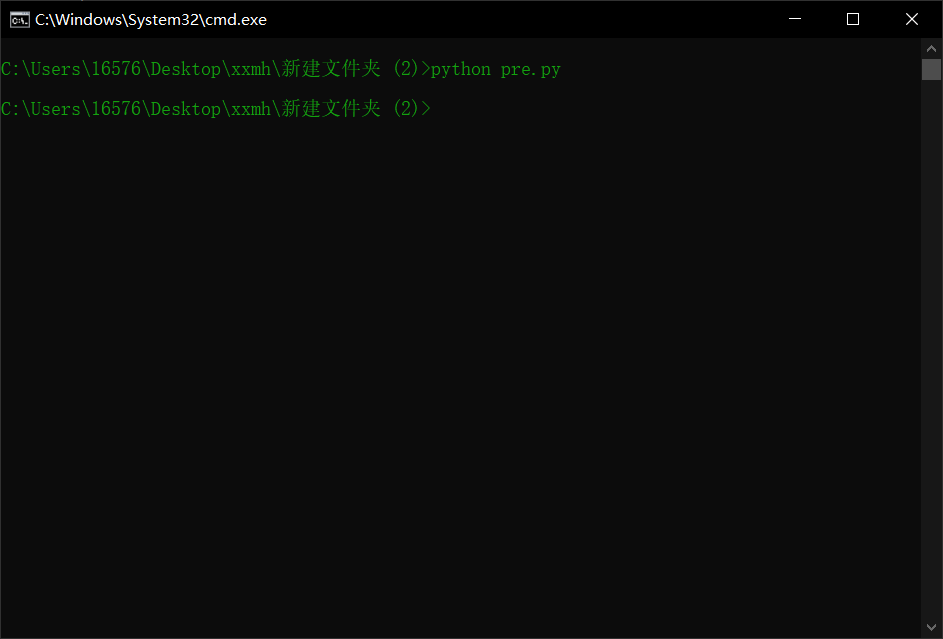 C:\Windows\System32\cmd.exe
C:\Users\16576\Desktop\xxmh\新建文件夹 (2)>python pre.py
C:\Users\16576\Desktop\xxmh\新建文件夹 (2)>